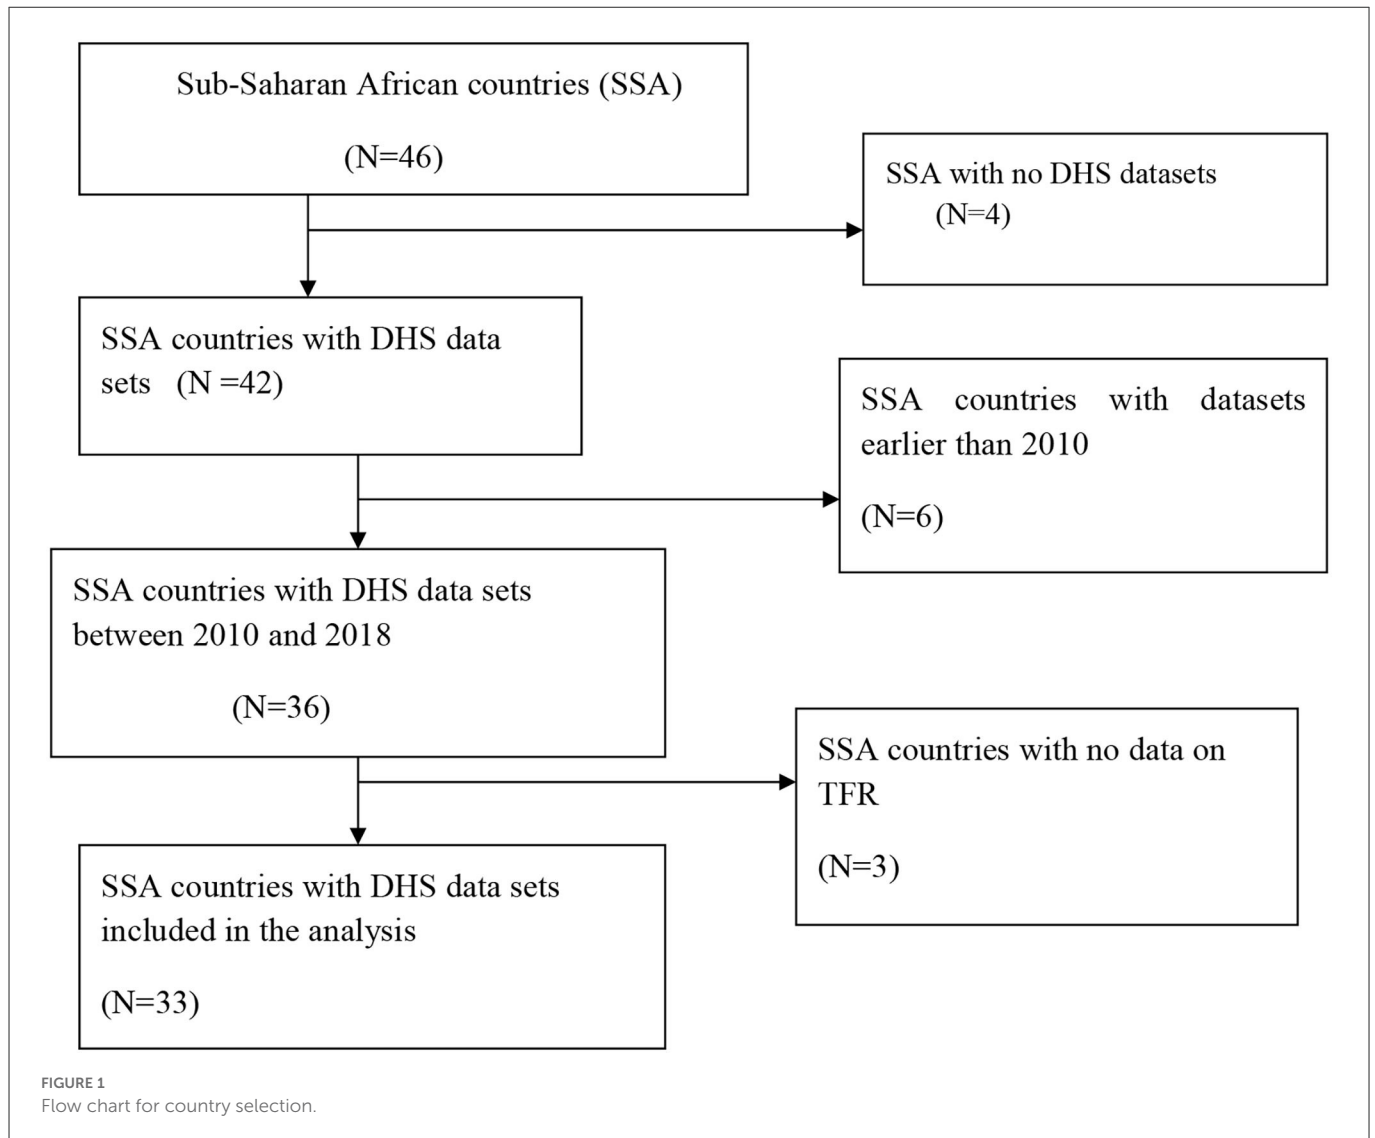 Sub-Saharan African countries (SSA)
(N=46)
SSA with no DHS datasets
(N=4)
SSA countries with DHS data
sets (N =42)
SSA countries with datasets
earlier than 2010
(N=6)
SSA countries with DHS data sets
between 2010 and 2018
(N=36)
SSA countries with no data on
TFR
(N=3)
SSA countries with DHS data sets
included in the analysis
(N=33)
FIGURE 1
Flow chart for country selection.